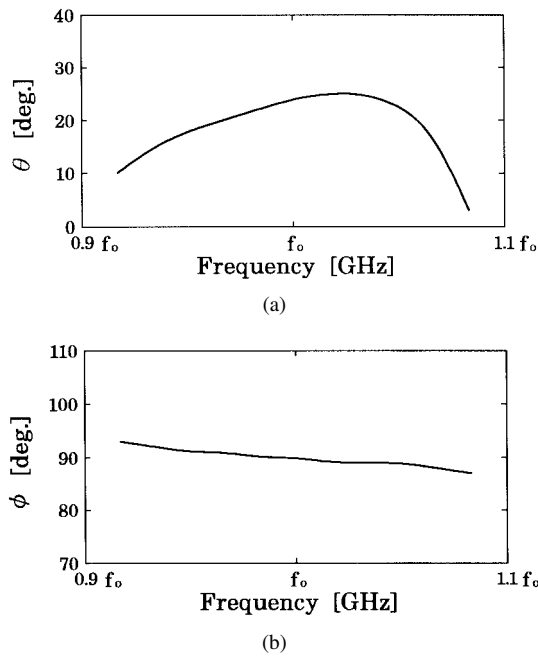 40
30
20
10
0
θ [deg.]
0.9 fₒ fₒ 1.1 fₒ
Frequency [GHz]
(a)
110
100
90
80
70
ϕ [deg.]
0.9 fₒ fₒ 1.1 fₒ
Frequency [GHz]
(b)